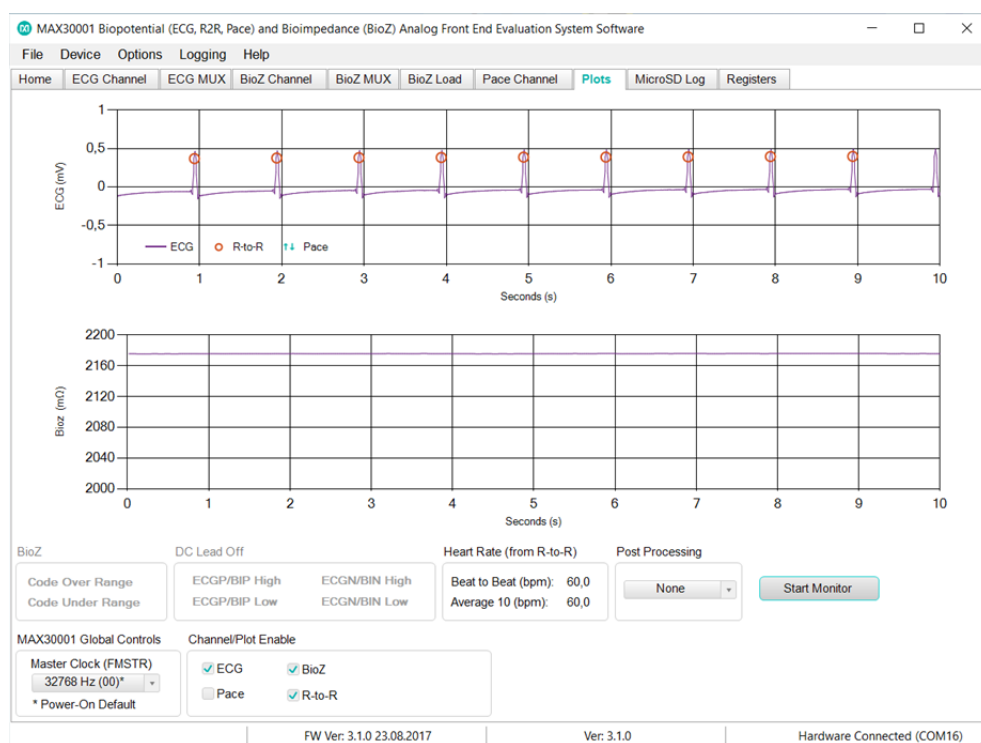 MAX30001 Biopotential (ECG, R2R, Pace) and Bioimpedance (BioZ) Analog Front End Evaluation System Software
File Device Options Logging Help
Home ECG Channel ECG MUX BioZ Channel BioZ MUX BioZ Load Pace Channel Plots MicroSD Log Registers
1
0,5
0
-0,5
-1
ECG (mV)
ECG R-to-R Pace
0 1 2 3 4 5 6 7 8 9 10
Seconds (s)
2200
2160
2120
2080
2040
2000
Bioz (mΩ)
0 1 2 3 4 5 6 7 8 9 10
Seconds (s)
BioZ
Code Over Range
Code Under Range
DC Lead Off
ECGP/BIP High ECGN/BIN High
ECGP/BIP Low ECGN/BIN Low
Heart Rate (from R-to-R)
Beat to Beat (bpm): 60,0
Average 10 (bpm): 60,0
Post Processing
None
Start Monitor
MAX30001 Global Controls
Master Clock (FMSTR)
32768 Hz (00)*
* Power-On Default
Channel/Plot Enable
ECG BioZ
Pace R-to-R
FW Ver: 3.1.0 23.08.2017 Ver: 3.1.0 Hardware Connected (COM16)